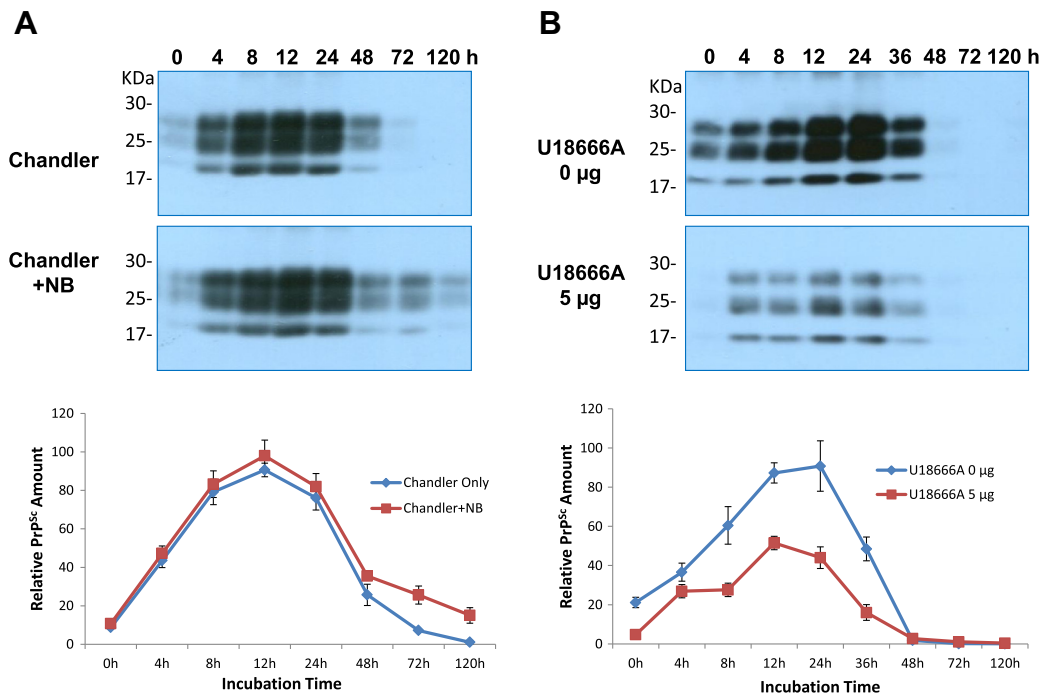 A
0 4 8 12 24 48 72 120 h
KDa
30-
25-
17-
Chandler
Chandler
+NB
30-
25-
17-
120
100
80
60
40
20
0
Relative PrPSc Amount
Chandler Only
Chandler+NB
0h 4h 8h 12h 24h 48h 72h 120h
Incubation Time
B
0 4 8 12 24 36 48 72 120 h
KDa
30-
25-
17-
U18666A
0 µg
30-
25-
17-
U18666A
5 µg
120
100
80
60
40
20
0
Relative PrPSc Amount
U18666A 0 µg
U18666A 5 µg
0h 4h 8h 12h 24h 36h 48h 72h 120h
Incubation Time